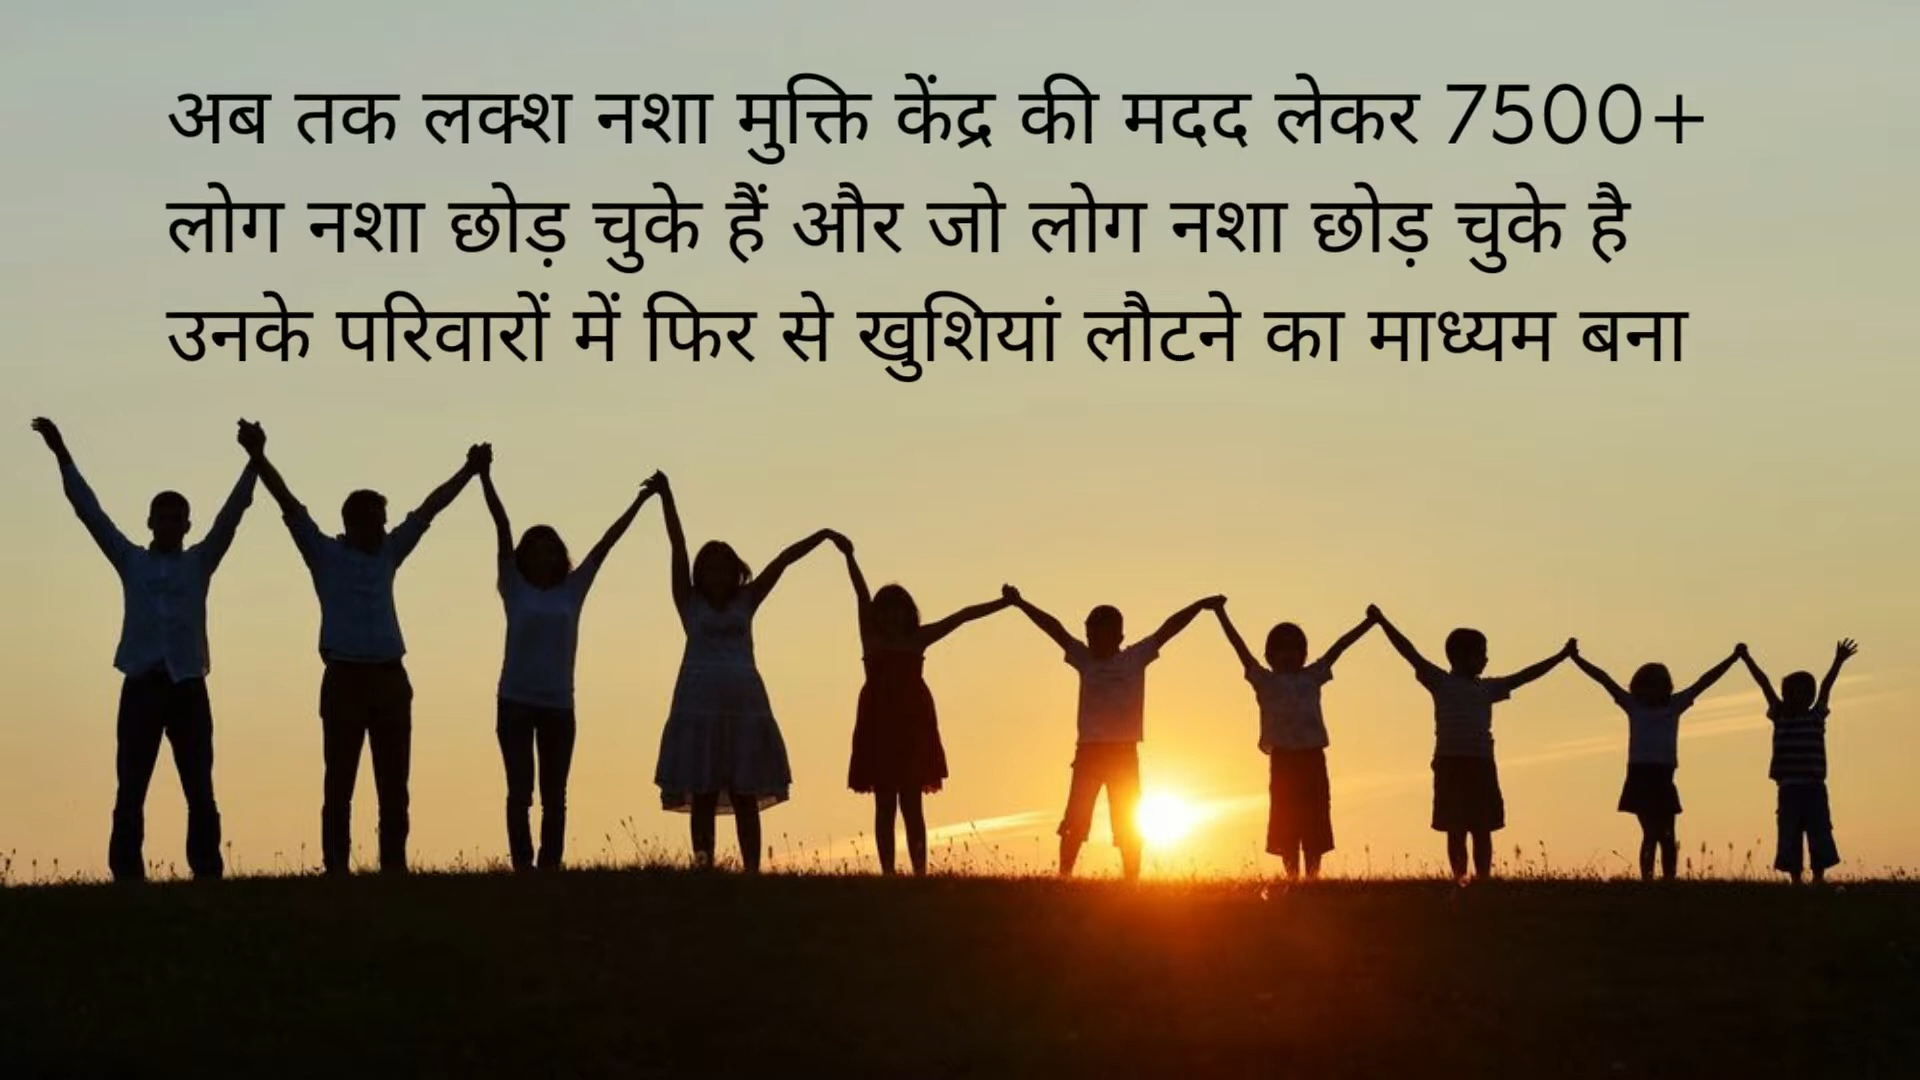 अब तक लक्श नशा मुक्ति केंद्र की मदद लेकर 7500+
लोग नशा छोड़ चुके हैं और जो लोग नशा छोड़ चुके है
उनके परिवारों में फिर से खुशियां लौटने का माध्यम बना